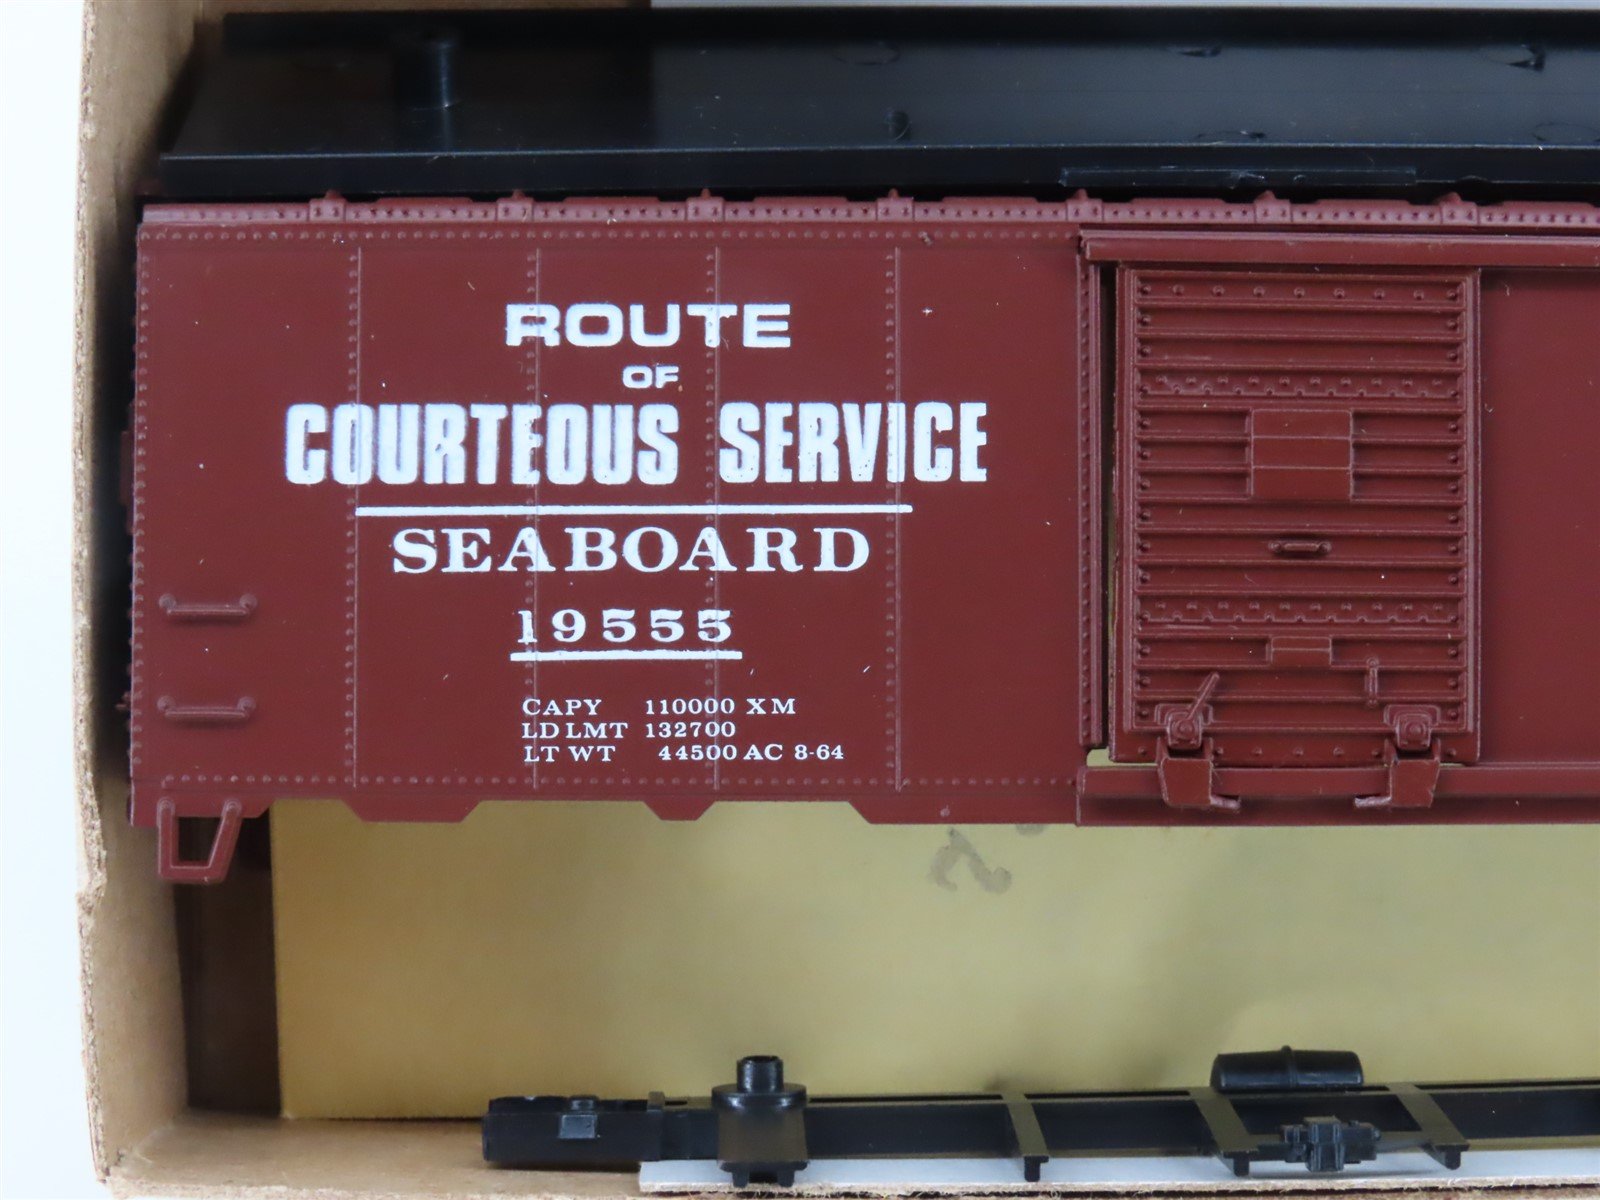 ROUTE
OF
COURTEOUS SERVICE
SEABOARD
19555
CAPY 110000 XM
LD LMT 132700
LT WT 44500 AC 8-64